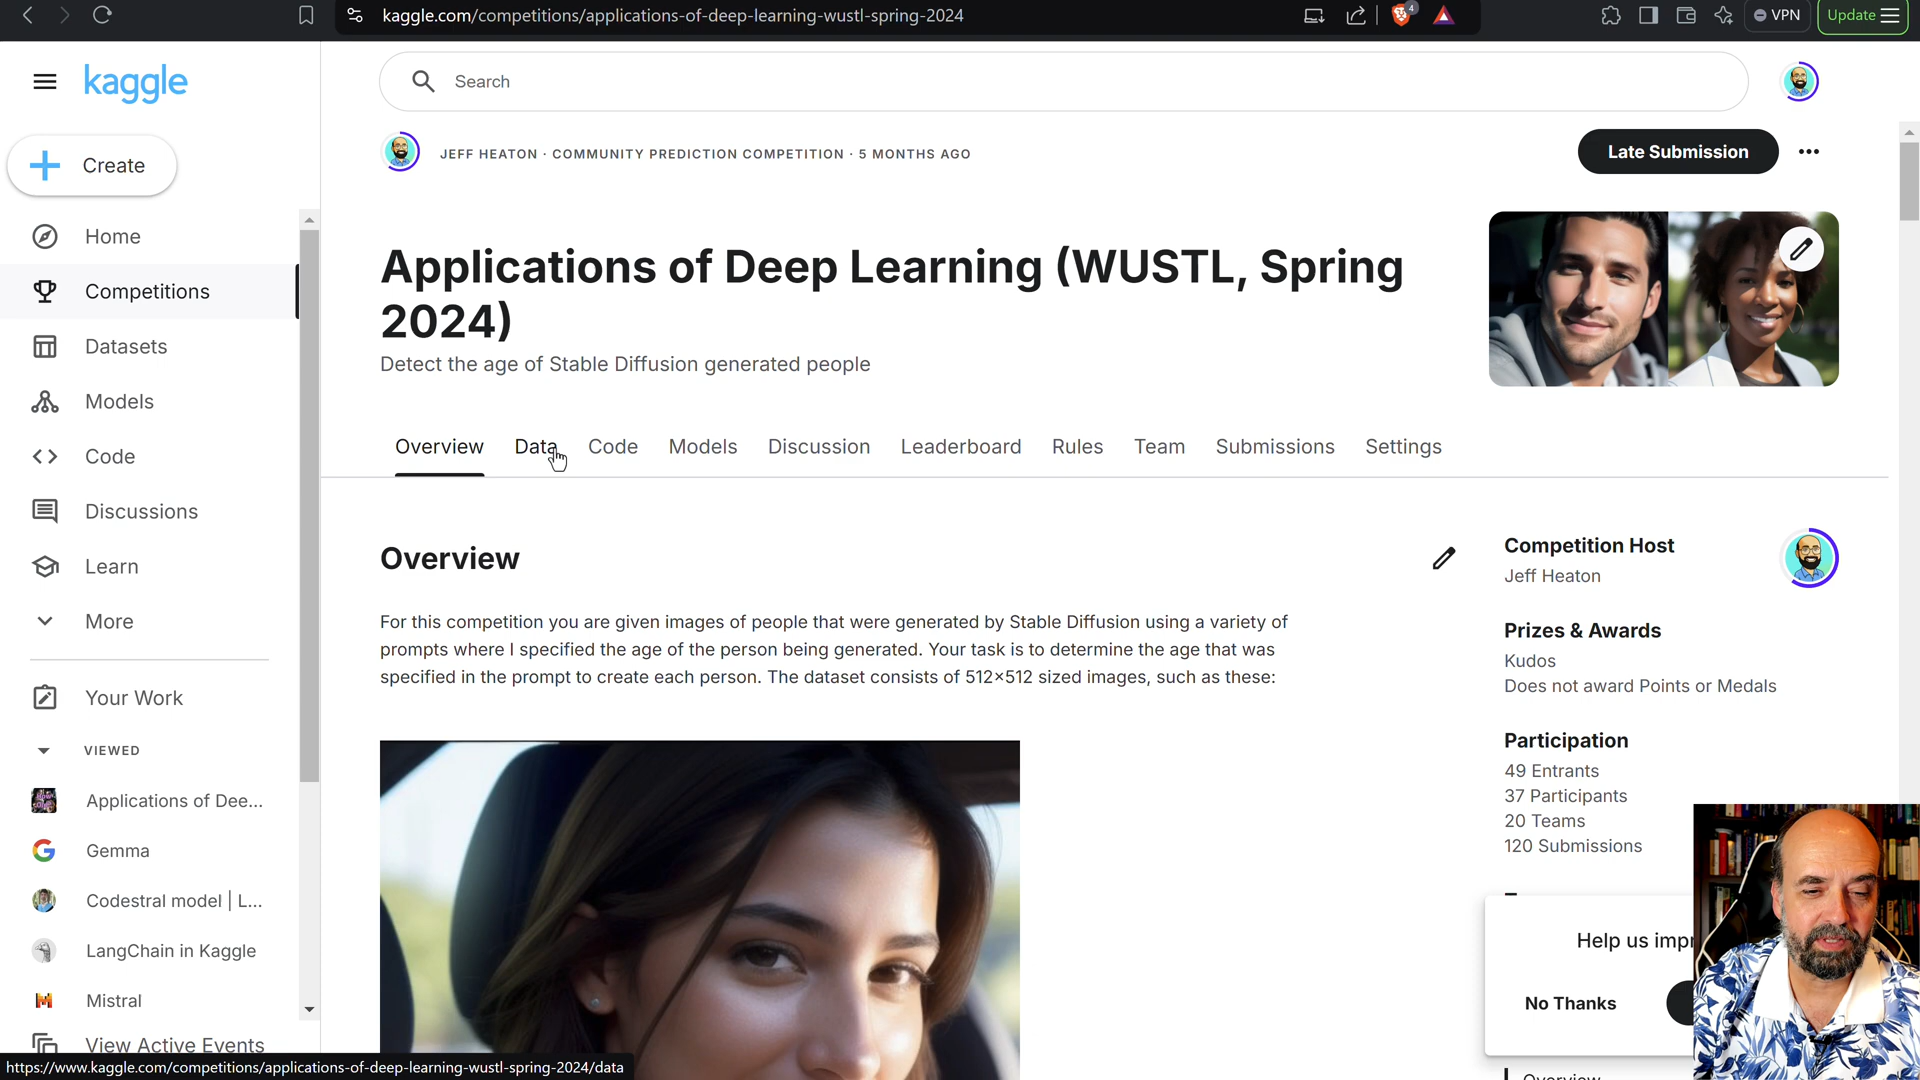 kaggle.com/competitions/applications-of-deep-learning-wustl-spring-2024
4
VPN
Update
kaggle
Search
Create
Home
Competitions
Datasets
Models
Code
Discussions
Learn
More
Your Work
VIEWED
Applications of Dee...
Gemma
Codestral model | L...
LangChain in Kaggle
Mistral
View Active Events
JEFF HEATON · COMMUNITY PREDICTION COMPETITION · 5 MONTHS AGO
Late Submission
Applications of Deep Learning (WUSTL, Spring
2024)
Detect the age of Stable Diffusion generated people
Overview Data Code Models Discussion Leaderboard Rules Team Submissions Settings
Overview
For this competition you are given images of people that were generated by Stable Diffusion using a variety of
prompts where I specified the age of the person being generated. Your task is to determine the age that was
specified in the prompt to create each person. The dataset consists of 512×512 sized images, such as these:
Competition Host
Jeff Heaton
Prizes & Awards
Kudos
Does not award Points or Medals
Participation
49 Entrants
37 Participants
20 Teams
120 Submissions
Help us impr
No Thanks
Overview
https://www.kaggle.com/competitions/applications-of-deep-learning-wustl-spring-2024/data